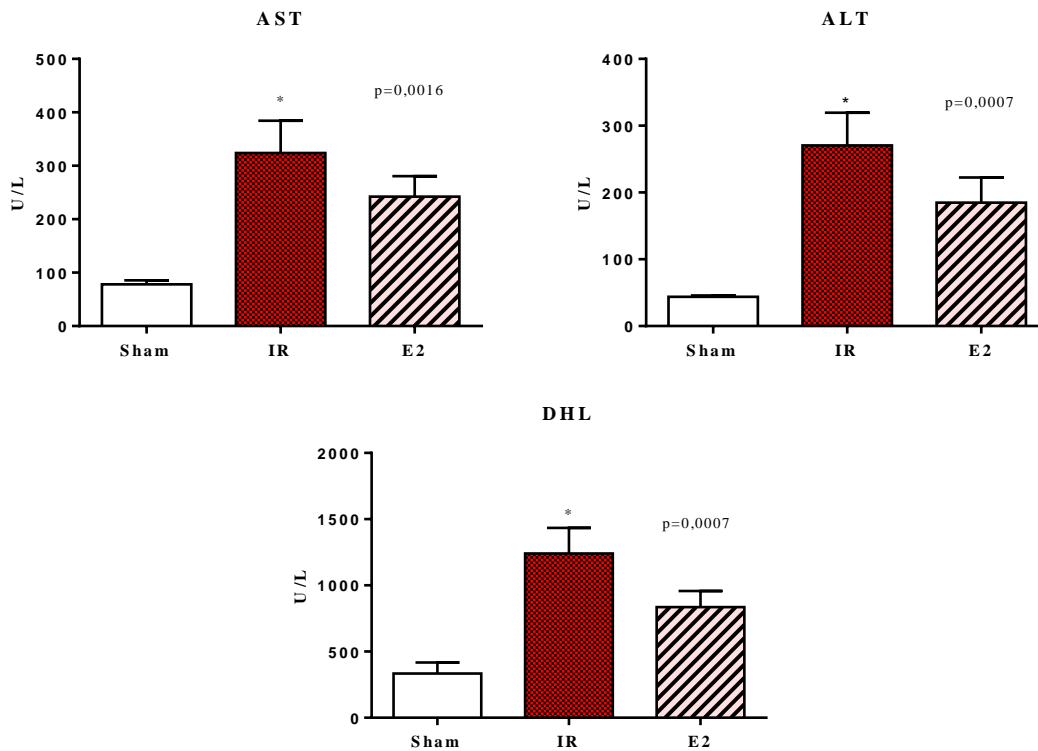 AST
500
400
300
200
100
0
U/L
*
p=0,0016
Sham IR E2
ALT
400
300
200
100
0
U/L
*
p=0,0007
Sham IR E2
DHL
2000
1500
1000
500
0
U/L
*
p=0,0007
Sham IR E2